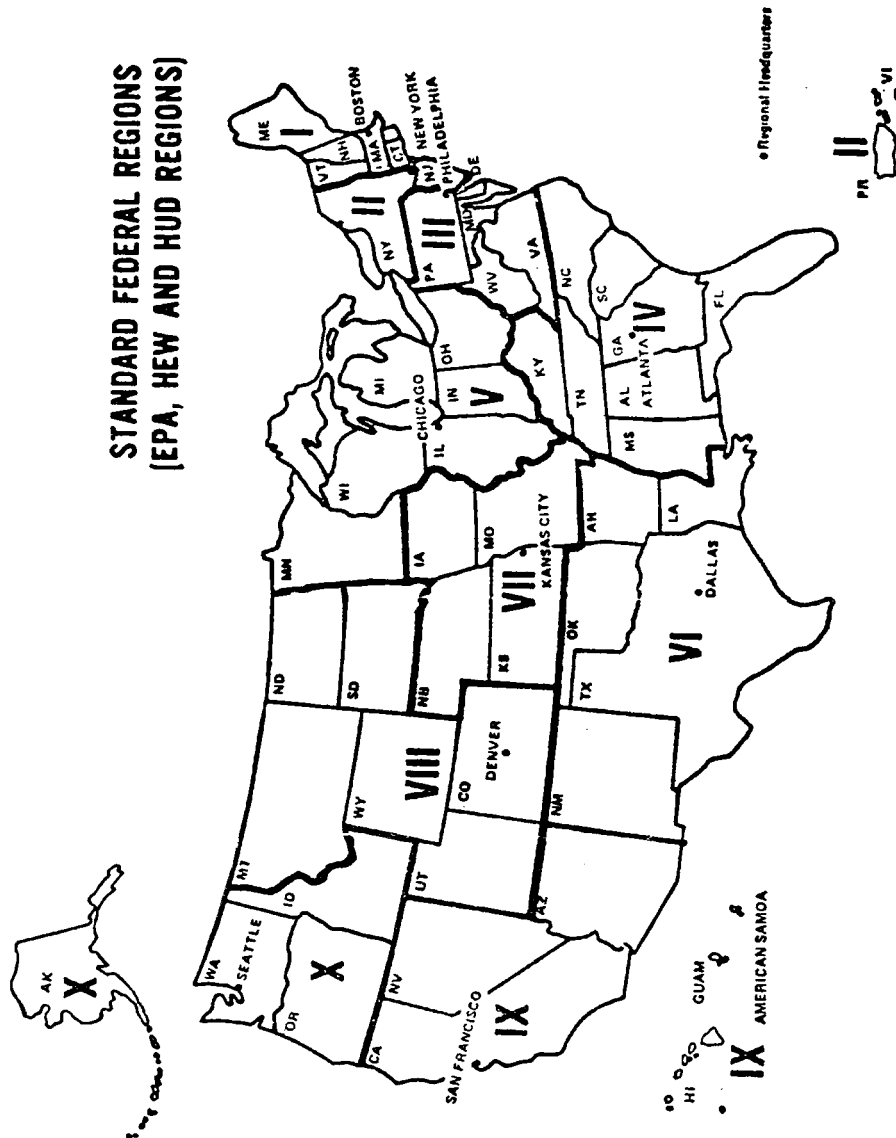 STANDARD FEDERAL REGIONS
(EPA, HEW AND HUD REGIONS)
AK
X
WA
SEATTLE
OR
X
ID
MT
ND
MN
WI
MI
ME
I
VT
NH
BOSTON
MA
CT
NY
II
NEW YORK
NJ
PHILADELPHIA
PA
III
DE
MD
WV
VA
SD
WY
VIII
NB
IA
CHICAGO
IL
IN
OH
V
CA
NV
UT
CO
DENVER
KS
VII
MO
KANSAS CITY
KY
SAN FRANCISCO
IX
AZ
NM
TX
OK
VI
DALLAS
LA
MS
AL
TN
NC
SC
GA
ATLANTA
IV
FL
HI
GUAM
IX AMERICAN SAMOA
• Regional Headquarters
II
PR
VI